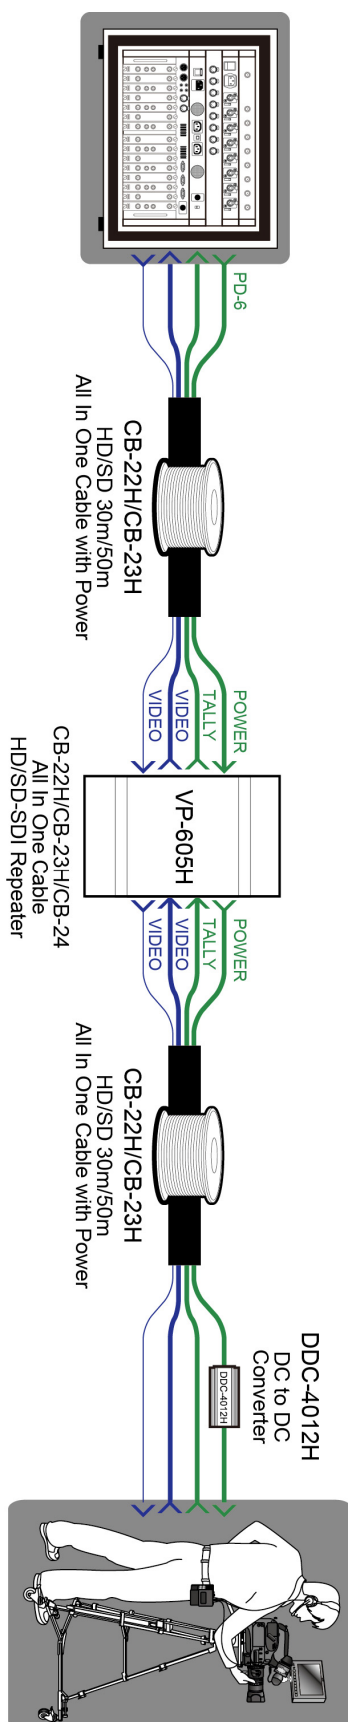 PD-6
CB-22H/CB-23H
HD/SD 30m/50m
All In One Cable with Power
POWER
TALLY
VIDEO
VIDEO
VP-605H
CB-22H/CB-23H/CB-24
All In One Cable
HD/SD-SDI Repeater
POWER
TALLY
VIDEO
VIDEO
CB-22H/CB-23H
HD/SD 30m/50m
All In One Cable with Power
DDC-4012H
DC to DC
Converter
DDC-4012H